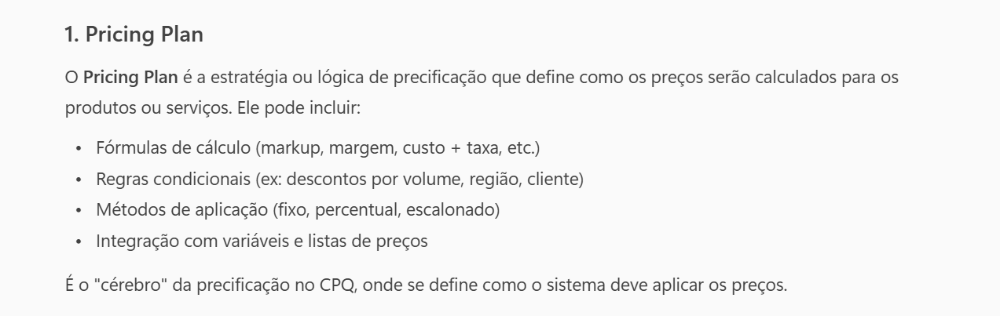 1. Pricing Plan
O Pricing Plan é a estratégia ou lógica de precificação que define como os preços serão calculados para os
produtos ou serviços. Ele pode incluir:
• Fórmulas de cálculo (markup, margem, custo + taxa, etc.)
• Regras condicionais (ex: descontos por volume, região, cliente)
• Métodos de aplicação (fixo, percentual, escalonado)
• Integração com variáveis e listas de preços
É o "cérebro" da precificação no CPQ, onde se define como o sistema deve aplicar os preços.